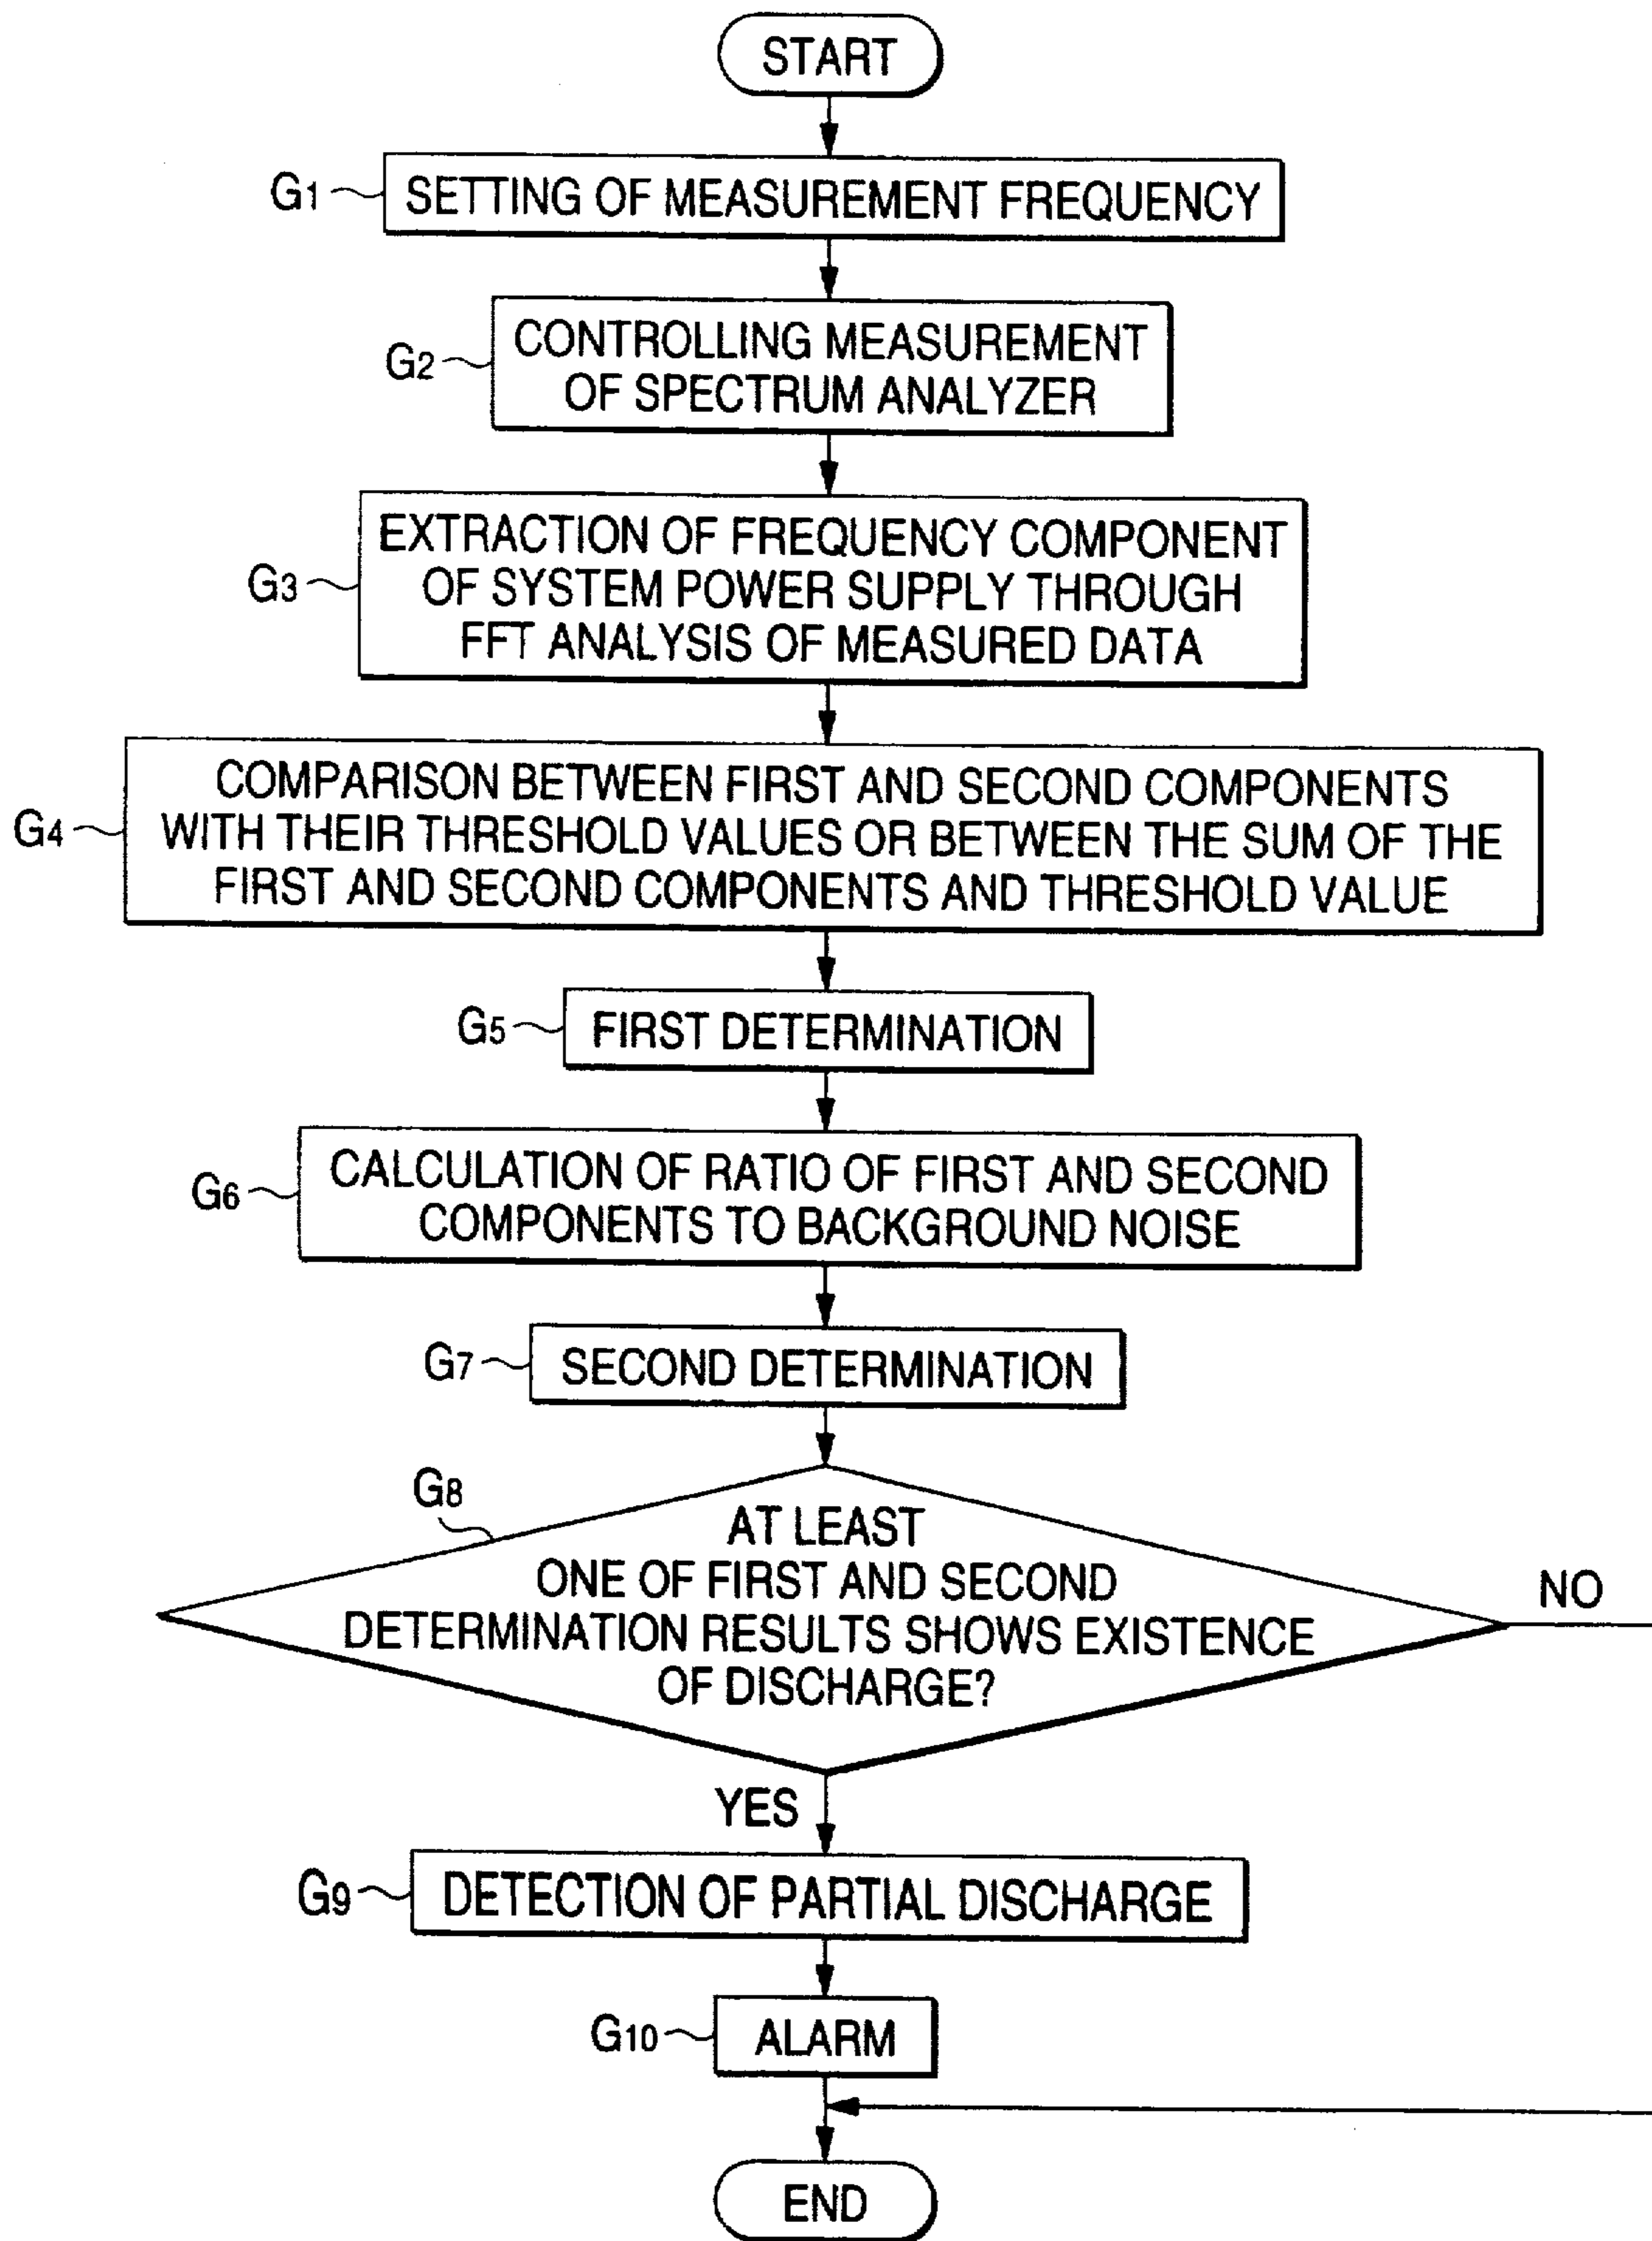 START
G1
SETTING OF MEASUREMENT FREQUENCY
G2
CONTROLLING MEASUREMENT
OF SPECTRUM ANALYZER
G3
EXTRACTION OF FREQUENCY COMPONENT
OF SYSTEM POWER SUPPLY THROUGH
FFT ANALYSIS OF MEASURED DATA
G4
COMPARISON BETWEEN FIRST AND SECOND COMPONENTS
WITH THEIR THRESHOLD VALUES OR BETWEEN THE SUM OF THE
FIRST AND SECOND COMPONENTS AND THRESHOLD VALUE
G5
FIRST DETERMINATION
G6
CALCULATION OF RATIO OF FIRST AND SECOND
COMPONENTS TO BACKGROUND NOISE
G7
SECOND DETERMINATION
G8
AT LEAST
ONE OF FIRST AND SECOND
DETERMINATION RESULTS SHOWS EXISTENCE
OF DISCHARGE?
NO
YES
G9
DETECTION OF PARTIAL DISCHARGE
G10
ALARM
END